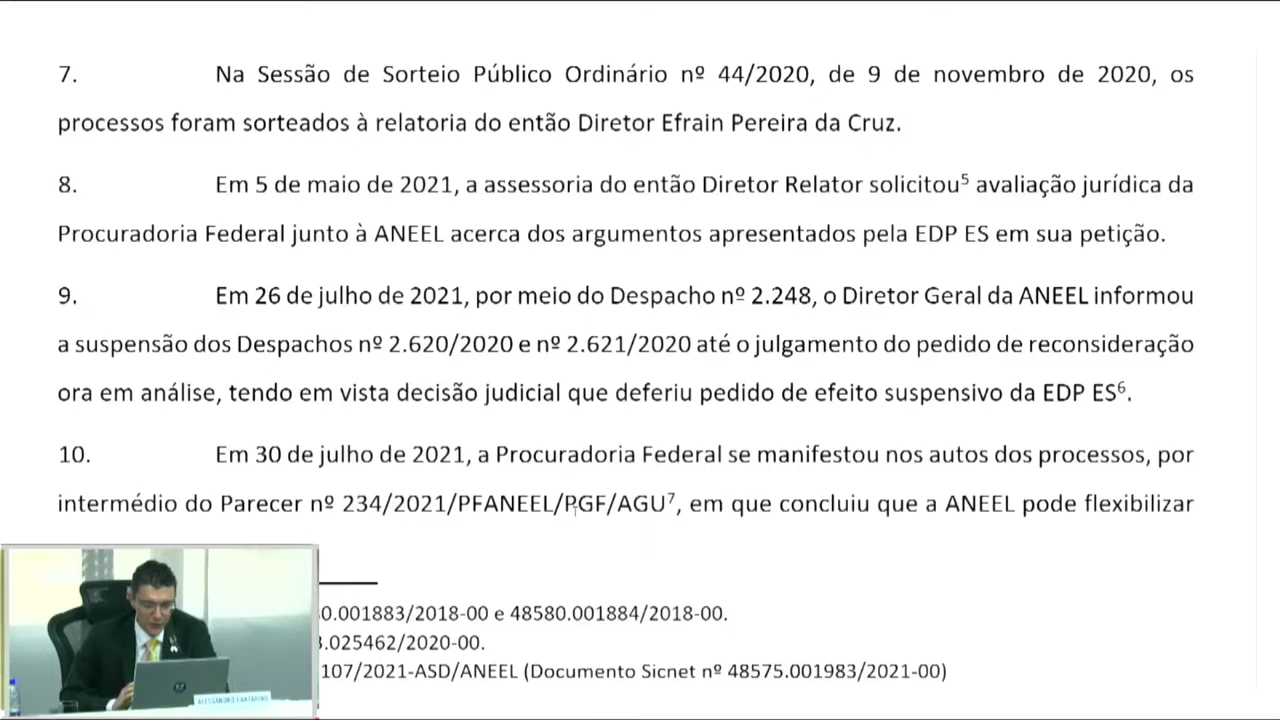 7. Na Sessão de Sorteio Público Ordinário nº 44/2020, de 9 de novembro de 2020, os
processos foram sorteados à relatoria do então Diretor Efrain Pereira da Cruz.
8. Em 5 de maio de 2021, a assessoria do então Diretor Relator solicitou⁵ avaliação jurídica da
Procuradoria Federal junto à ANEEL acerca dos argumentos apresentados pela EDP ES em sua petição.
9. Em 26 de julho de 2021, por meio do Despacho nº 2.248, o Diretor Geral da ANEEL informou
a suspensão dos Despachos nº 2.620/2020 e nº 2.621/2020 até o julgamento do pedido de reconsideração
ora em análise, tendo em vista decisão judicial que deferiu pedido de efeito suspensivo da EDP ES⁶.
10. Em 30 de julho de 2021, a Procuradoria Federal se manifestou nos autos dos processos, por
intermédio do Parecer nº 234/2021/PFANEEL/PGF/AGU⁷, em que concluiu que a ANEEL pode flexibilizar
0.001883/2018-00 e 48580.001884/2018-00.
.025462/2020-00.
107/2021-ASD/ANEEL (Documento Sicnet nº 48575.001983/2021-00)
ALESSANDRO CANTARINO